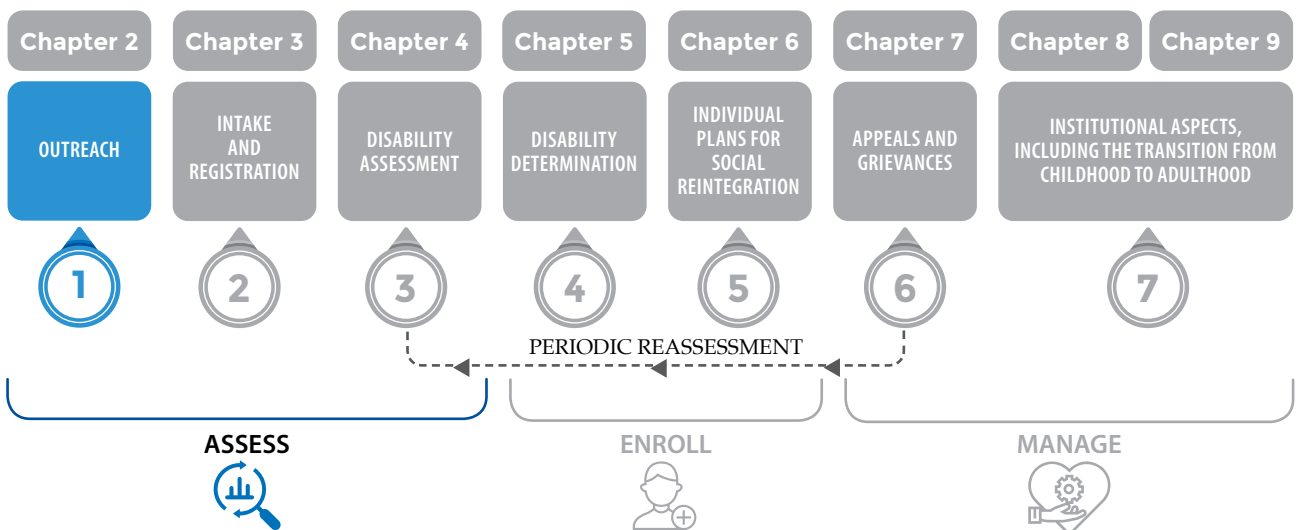 Chapter 2
Chapter 3
Chapter 4
Chapter 5
Chapter 6
Chapter 7
Chapter 8
Chapter 9
OUTREACH
INTAKE
AND
REGISTRATION
DISABILITY
ASSESSMENT
DISABILITY
DETERMINATION
INDIVIDUAL
PLANS FOR
SOCIAL
REINTEGRATION
APPEALS AND
GRIEVANCES
INSTITUTIONAL ASPECTS,
INCLUDING THE TRANSITION FROM
CHILDHOOD TO ADULTHOOD
1
2
3
4
5
6
7
PERIODIC REASSESSMENT
ASSESS
ENROLL
MANAGE